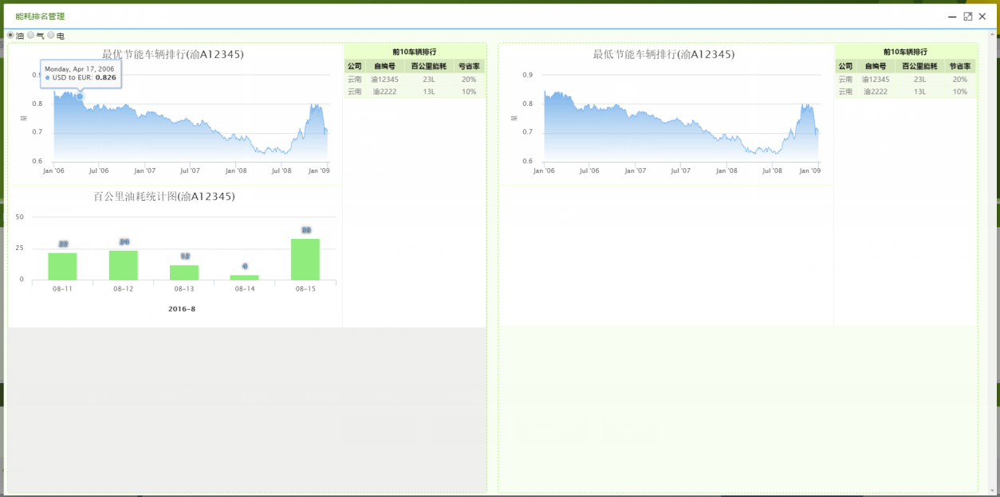 能耗排名管理
油 气 电
最优节能车辆排行(渝A12345)
Monday, Apr 17, 2006
USD to EUR: 0.826
0.9
0.8
0.7
0.6
量
Jan '06 Jul '06 Jan '07 Jul '07 Jan '08 Jul '08 Jan '09
前10车辆排行
公司 自编号 百公里能耗 号省率
云南 渝12345 23L 20%
云南 渝2222 13L 10%
百公里油耗统计图(渝A12345)
50
25
0
12
4
08-11 08-12 08-13 08-14 08-15
2016-8
最低节能车辆排行(渝A12345)
0.9
0.8
0.7
0.6
量
Jan '06 Jul '06 Jan '07 Jul '07 Jan '08 Jul '08 Jan '09
前10车辆排行
公司 自编号 百公里能耗 节省率
云南 渝12345 23L 20%
云南 渝2222 13L 10%